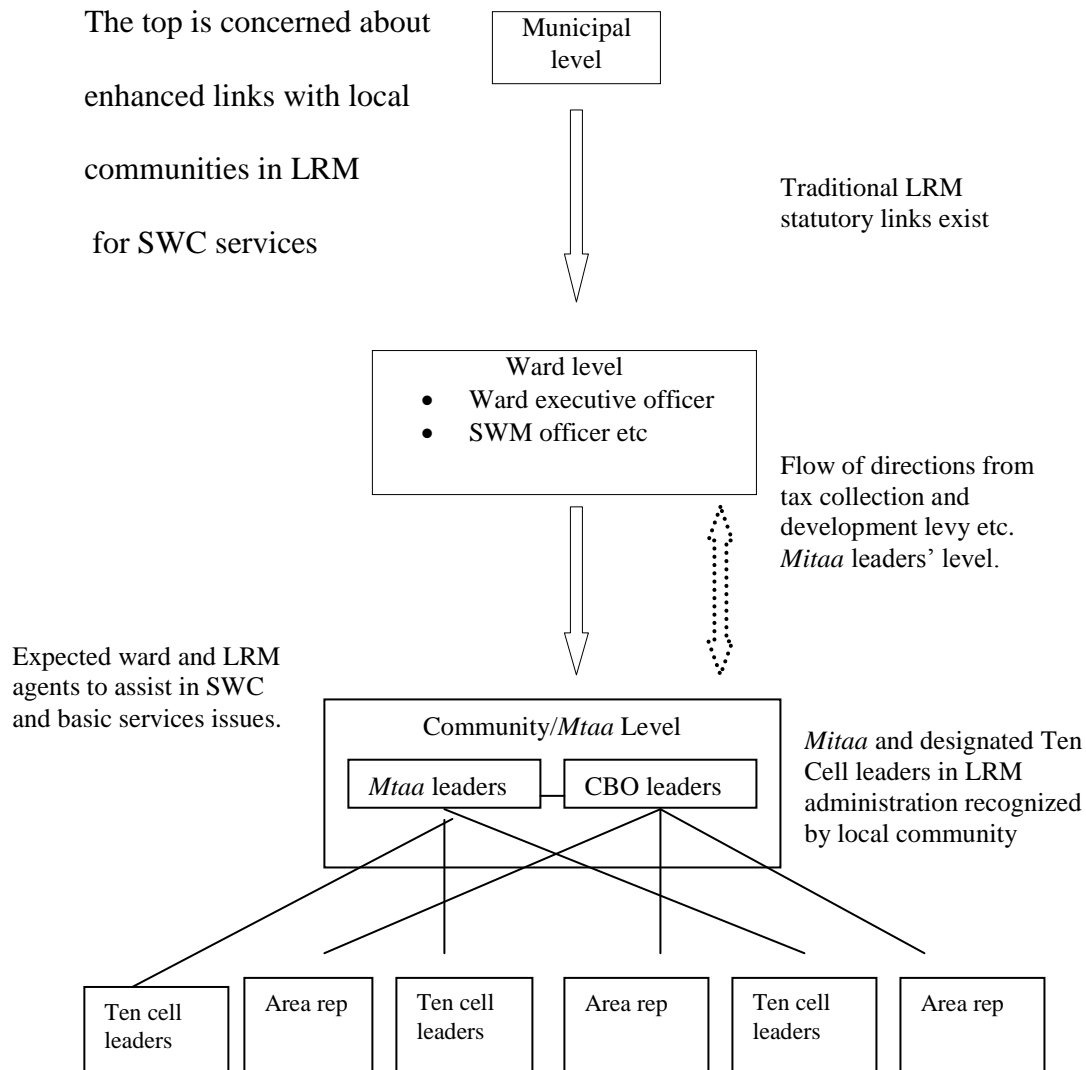 The top is concerned about
enhanced links with local
communities in LRM
for SWC services
Municipal
level
Traditional LRM
statutory links exist
Ward level
• Ward executive officer
• SWM officer etc
Flow of directions from
tax collection and
development levy etc.
Mitaa leaders’ level.
Expected ward and LRM
agents to assist in SWC
and basic services issues.
Community/Mtaa Level
Mtaa leaders
CBO leaders
Mitaa and designated Ten
Cell leaders in LRM
administration recognized
by local community
Ten cell
leaders
Area rep
Ten cell
leaders
Area rep
Ten cell
leaders
Area rep